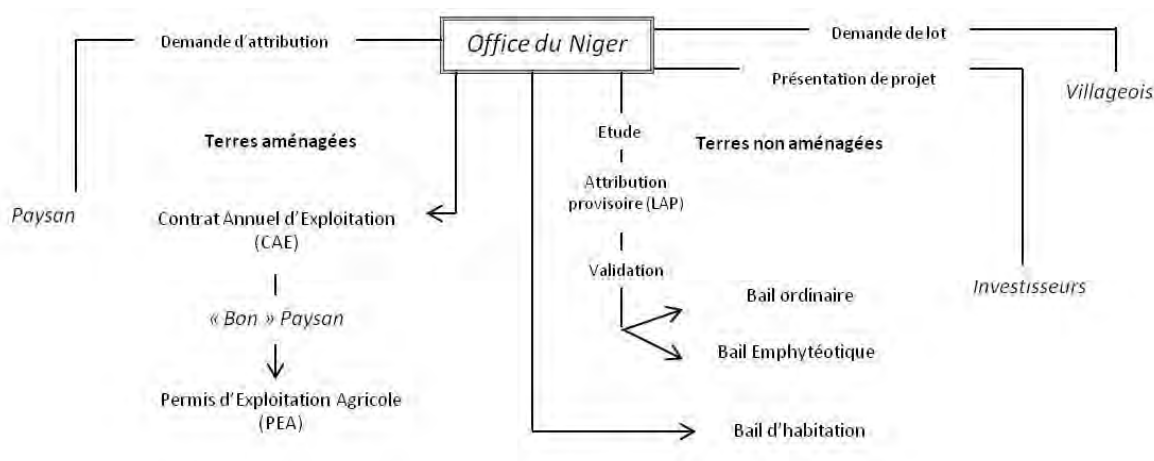 Demande d'attribution
Office du Niger
Demande de lot
Présentation de projet
Villageois
Terres aménagées
Etude
Terres non aménagées
Attribution
provisoire (LAP)
Paysan
Contrat Annuel d'Exploitation
(CAE)
Validation
Investisseurs
Bail ordinaire
« Bon » Paysan
Bail Emphytéotique
Permis d'Exploitation Agricole
(PEA)
Bail d'habitation